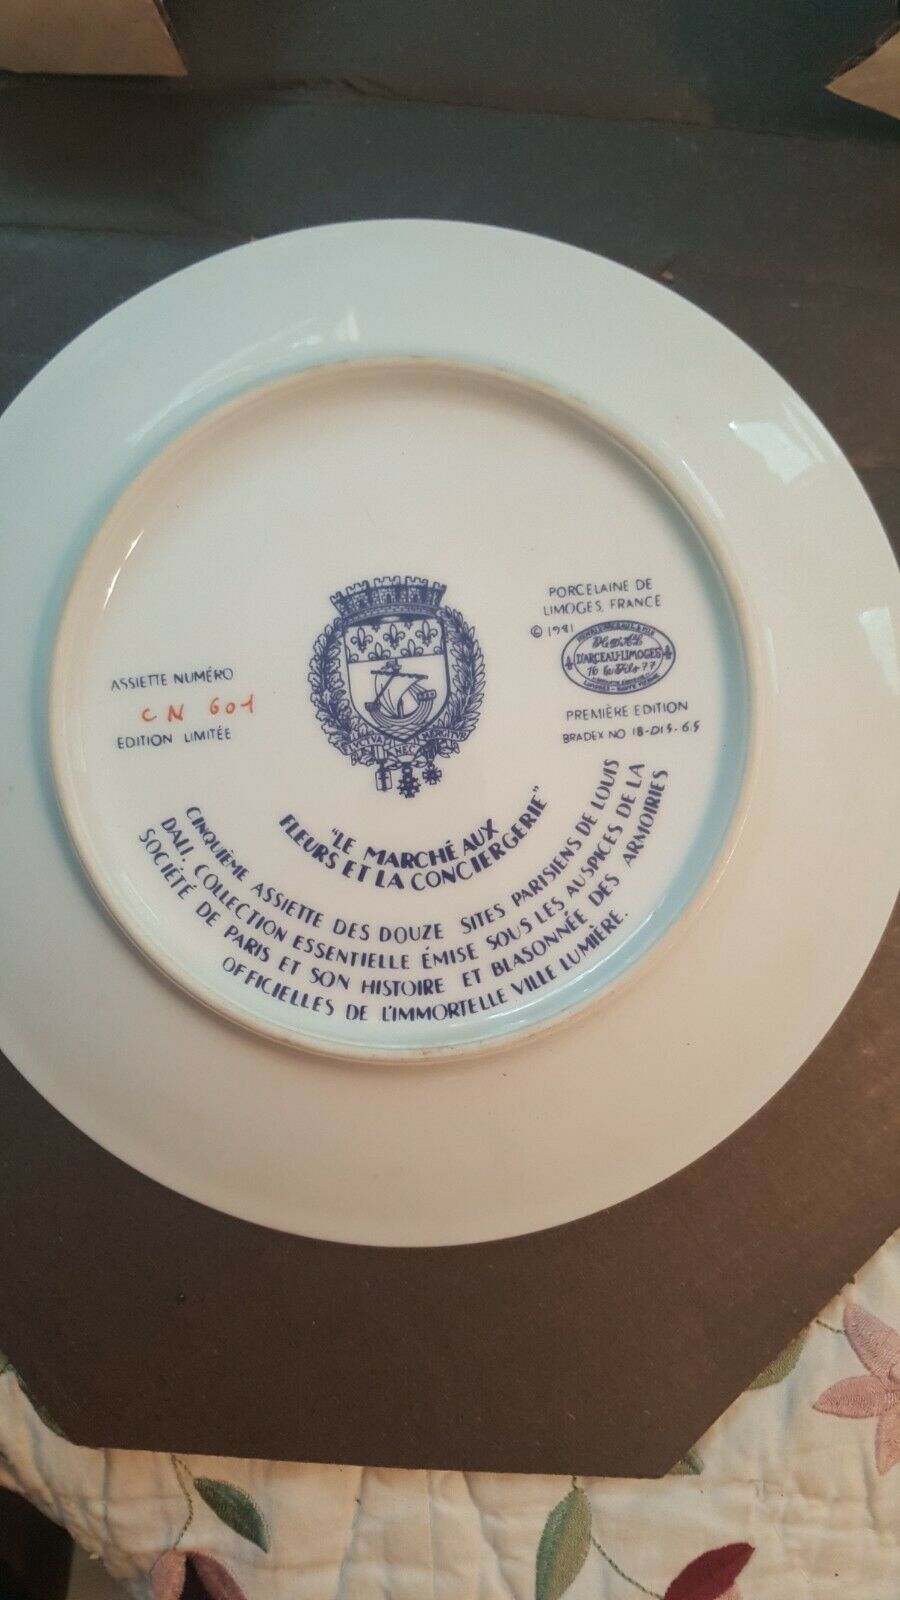 PORCELAINE DE
LIMOGES, FRANCE
© 1981
D'ARCEAU-LIMOGES
ASSIETTE NUMÉRO
CN 601
EDITION LIMITÉE
PREMIÈRE EDITION
BRADEX NO 18-D15-6.5
FLVCTVAT NEC MERGITVR
"LE MARCHÉ AUX
FLEURS ET LA CONCIERGERIE"
CINQUIÈME ASSIETTE DES DOUZE SITES PARISIENS DE LOUIS
DALI, COLLECTION ESSENTIELLE ÉMISE SOUS LES AUSPICES DE LA
SOCIÉTÉ DE PARIS ET SON HISTOIRE ET BLASONNÉE DES ARMOIRIES
OFFICIELLES DE L'IMMORTELLE VILLE LUMIÈRE.